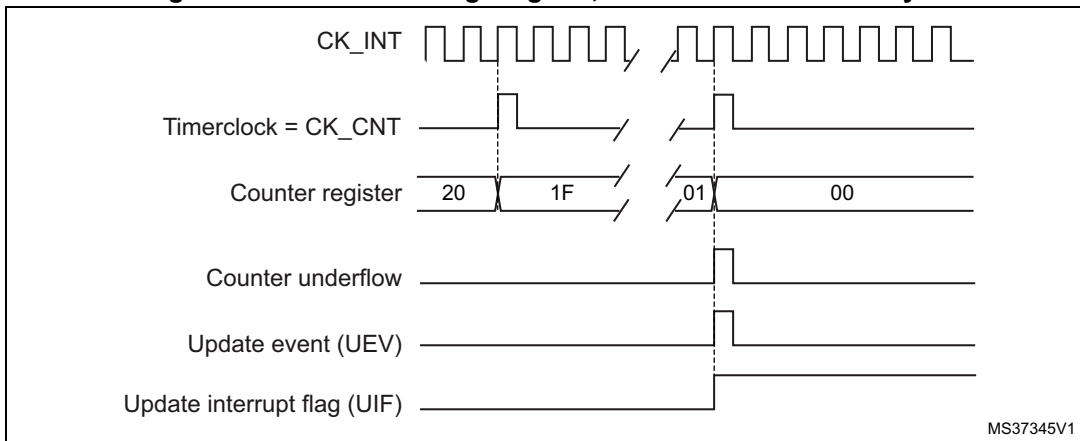 CK_INT
Timerclock = CK_CNT
Counter register 20 1F 01 00
Counter underflow
Update event (UEV)
Update interrupt flag (UIF)
MS37345V1